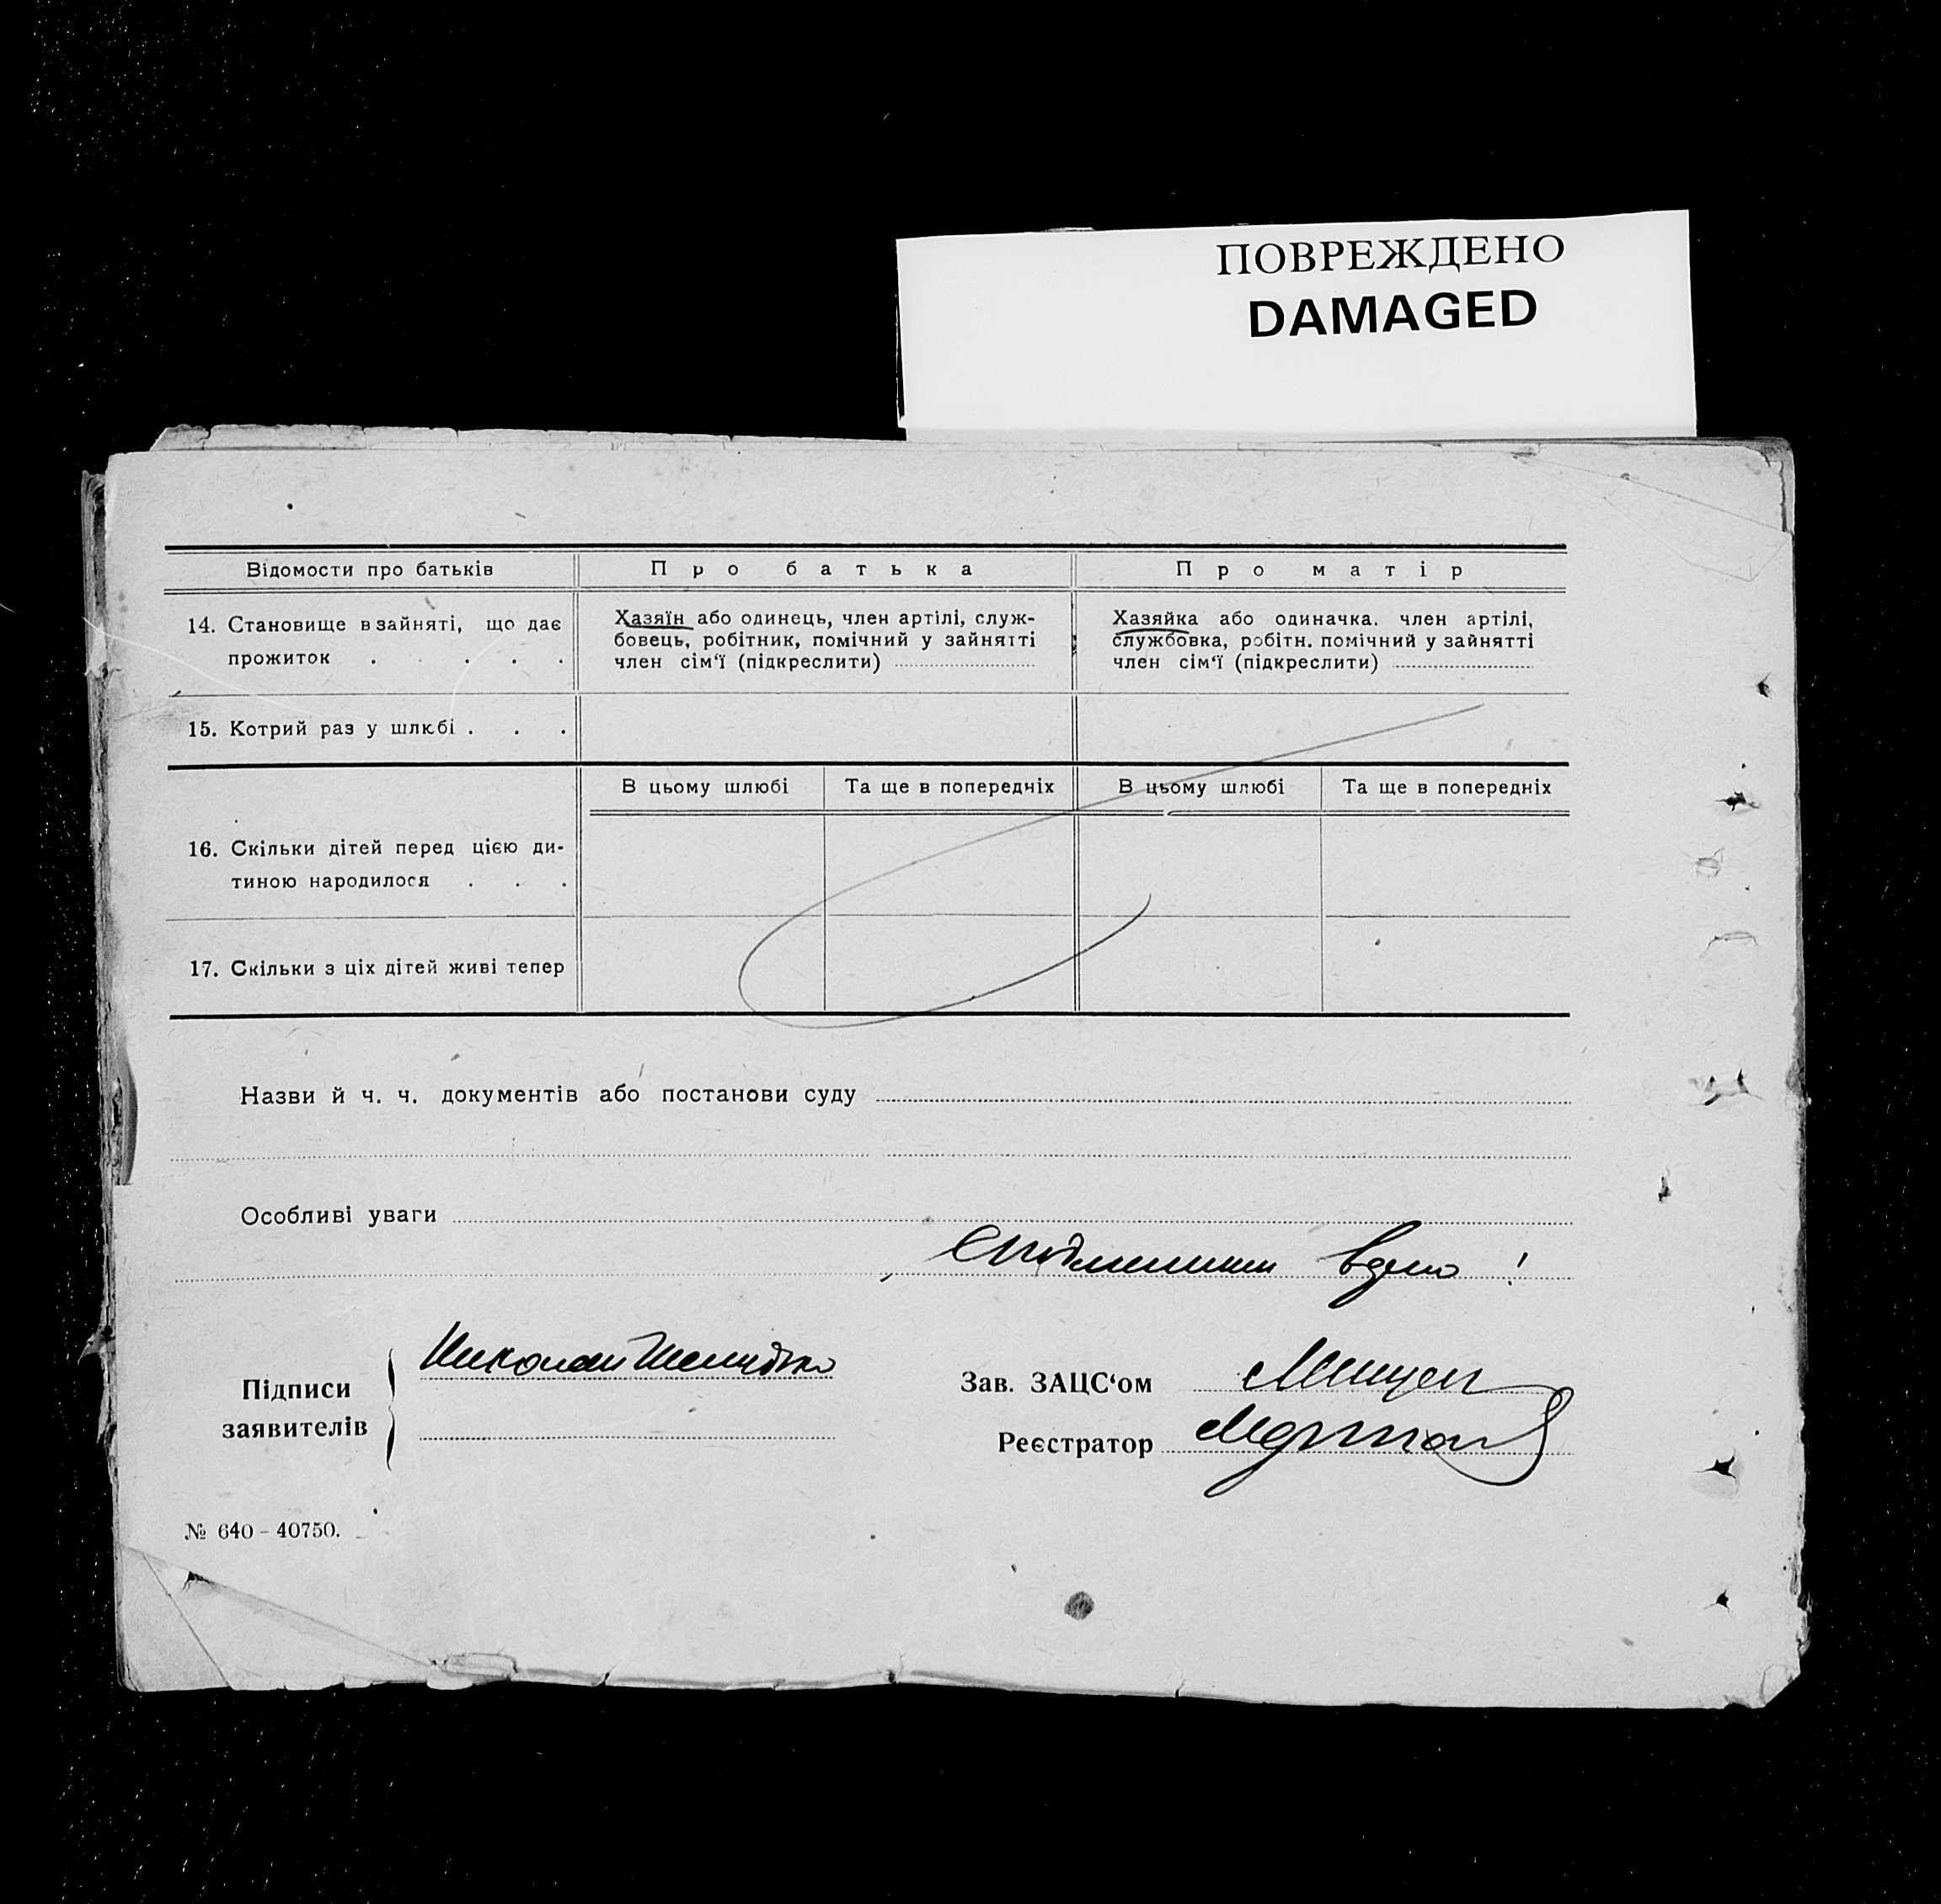 ПОВРЕЖДЕНО
DAMAGED
Відомости про батьків
Про батька
Про матір
14. Становище в зайняті, що дає
прожиток . . . . .
Хазяїн або одинець, член артілі, служ-
бовець, робітник, помічний у зайнятті
член сім‘ї (підкреслити)
Хазяйка або одиначка. член артілі,
службовка, робітн. помічний у зайнятті
член сім‘ї (підкреслити)
15. Котрий раз у шлюбі . . .
В цьому шлюбі
Та ще в попередніх
В цьому шлюбі
Та ще в попередніх
16. Скільки дітей перед цією ди-
тиною народилося . . .
17. Скільки з ціх дітей живі тепер
Назви й ч. ч. документів або постанови суду
Особливі уваги
Підписи
заявителів
Зав. ЗАЦС‘ом
Реєстратор
№ 640 - 40750.